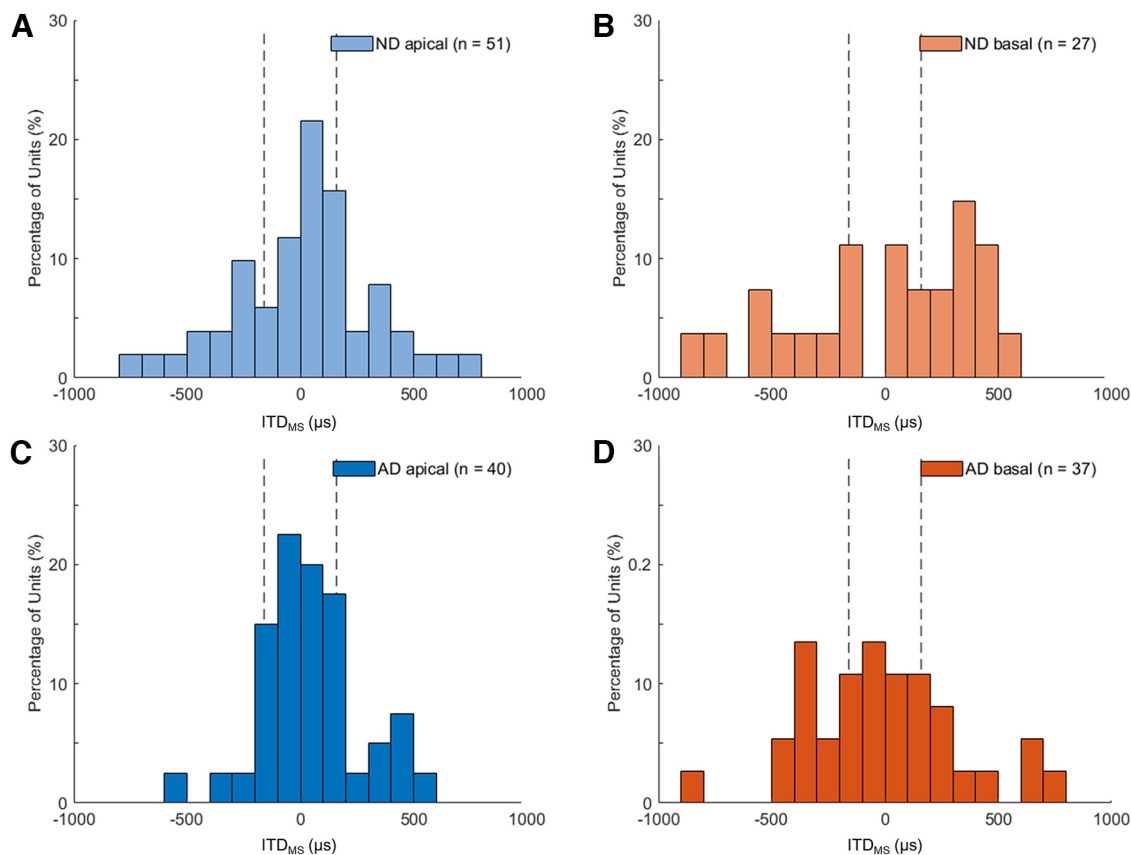 A
ND apical (n = 51)
30
20
10
0
Percentage of Units (%)
-1000
-500
0
500
1000
ITDMS (µs)
B
ND basal (n = 27)
30
20
10
0
Percentage of Units (%)
-1000
-500
0
500
1000
ITDMS (µs)
C
AD apical (n = 40)
30
20
10
0
Percentage of Units (%)
-1000
-500
0
500
1000
ITDMS (µs)
D
AD basal (n = 37)
30
0.2
10
0
Percentage of Units (%)
-1000
-500
0
500
1000
ITDMS (µs)